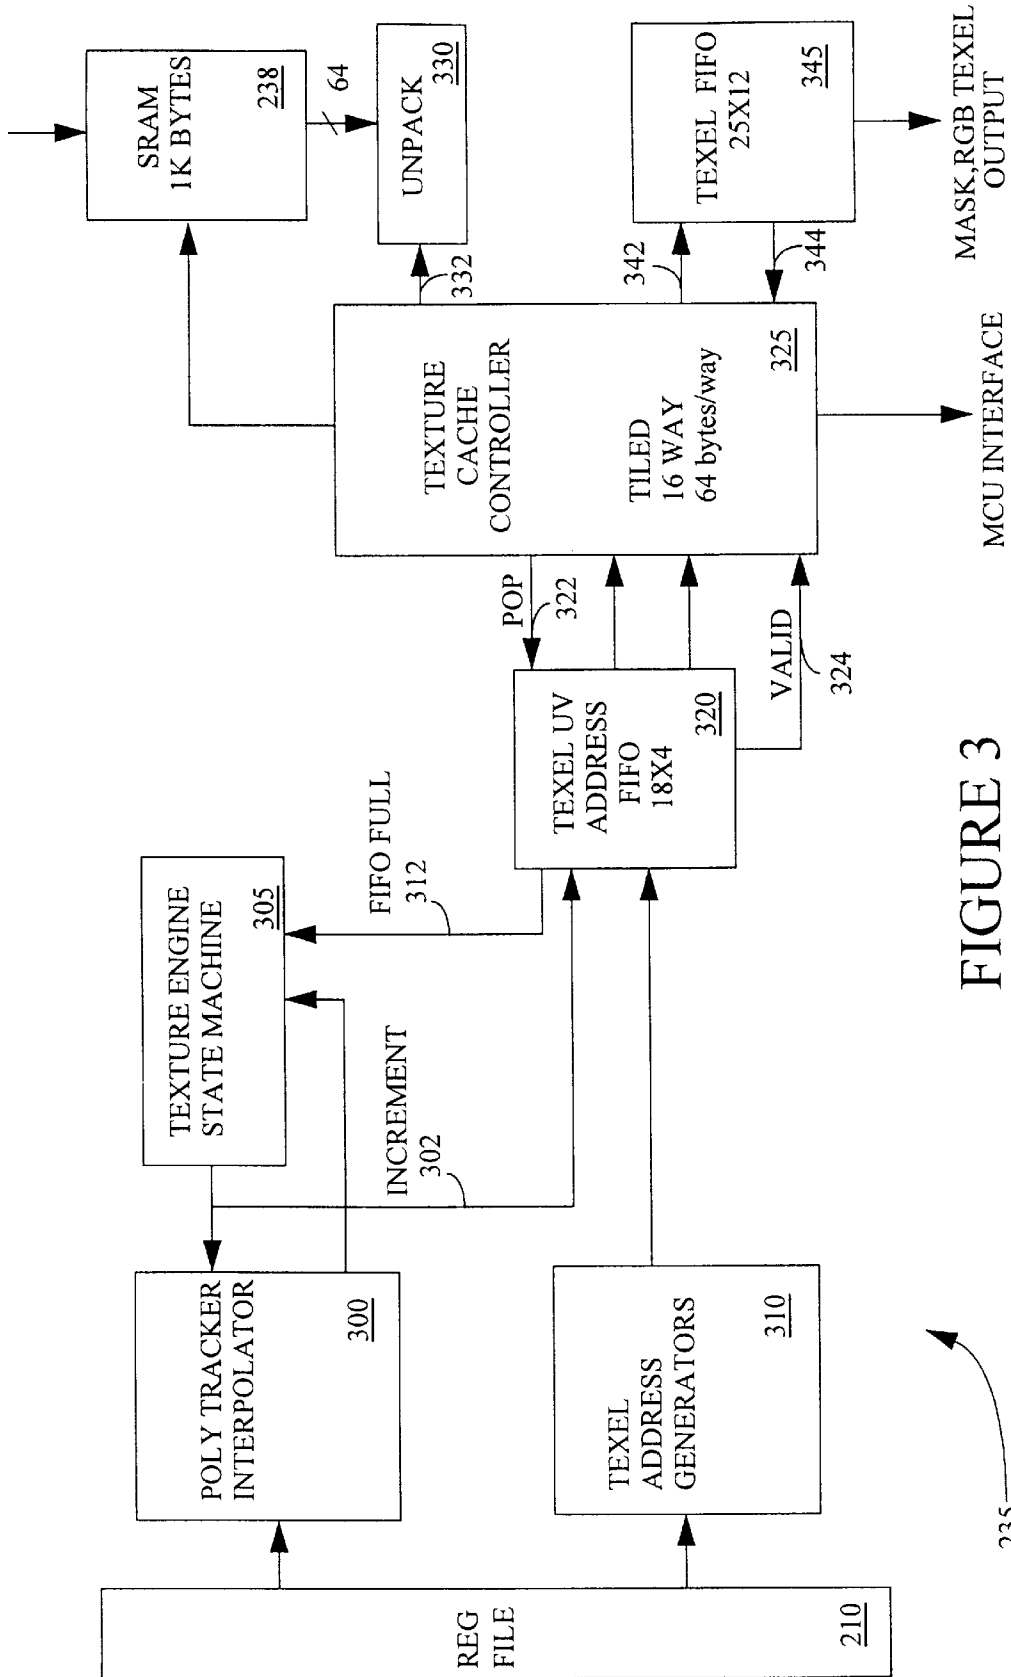 REG
FILE
210
POLY TRACKER
INTERPOLATOR
300
TEXEL
ADDRESS
GENERATORS
310
TEXTURE ENGINE
STATE MACHINE
305
INCREMENT
302
FIFO FULL
312
TEXEL UV
ADDRESS
FIFO
18X4
320
POP
322
VALID
324
TEXTURE
CACHE
CONTROLLER
TILED
16 WAY
64 bytes/way
325
SRAM
1K BYTES
238
64
UNPACK
330
332
342
344
TEXEL FIFO
25X12
345
MCU INTERFACE
MASK,RGB TEXEL
OUTPUT
235
FIGURE 3